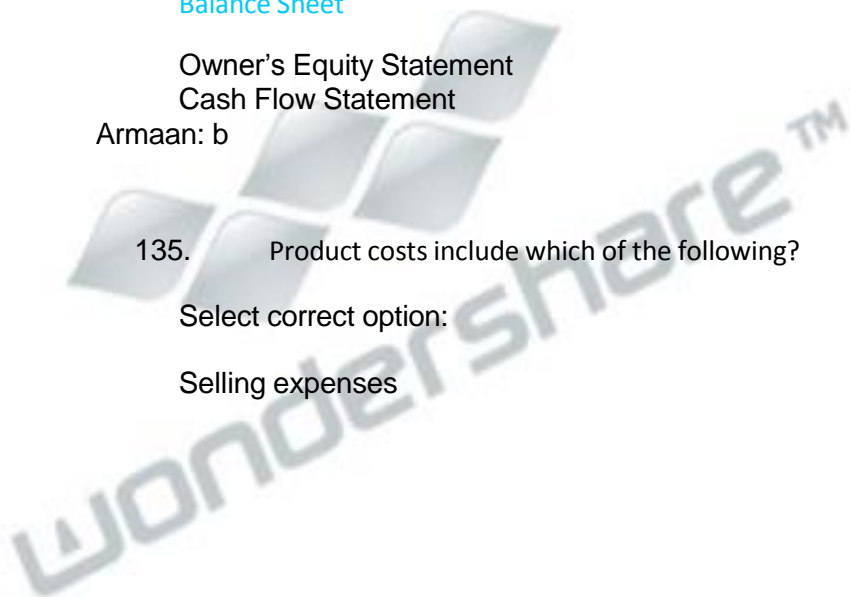 Balance Sheet
Owner’s Equity Statement
Cash Flow Statement
Armaan: b
135. Product costs include which of the following?
Select correct option:
Selling expenses
wondershare™